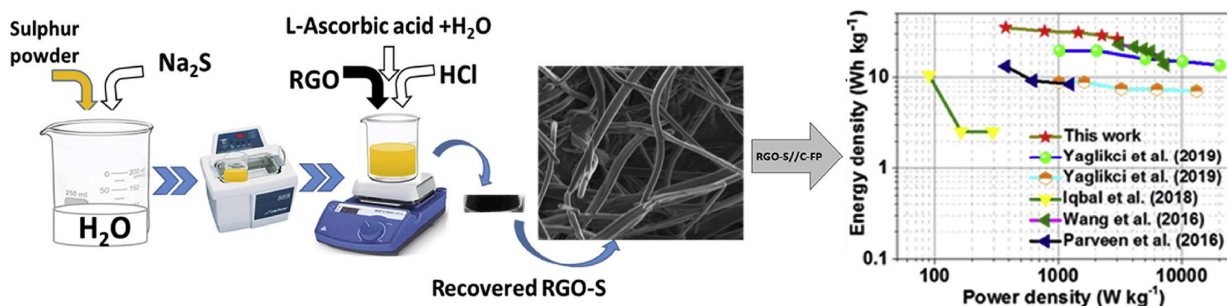 Sulphur
powder
Na₂S
H₂O
L-Ascorbic acid +H₂O
RGO
HCl
Recovered RGO-S
RGO-S//C-FP
Energy density (Wh kg⁻¹)
100
10
1
0.1
This work
Yaglikci et al. (2019)
Yaglikci et al. (2019)
Iqbal et al. (2018)
Wang et al. (2016)
Parveen et al. (2016)
100
1000
10000
Power density (W kg⁻¹)